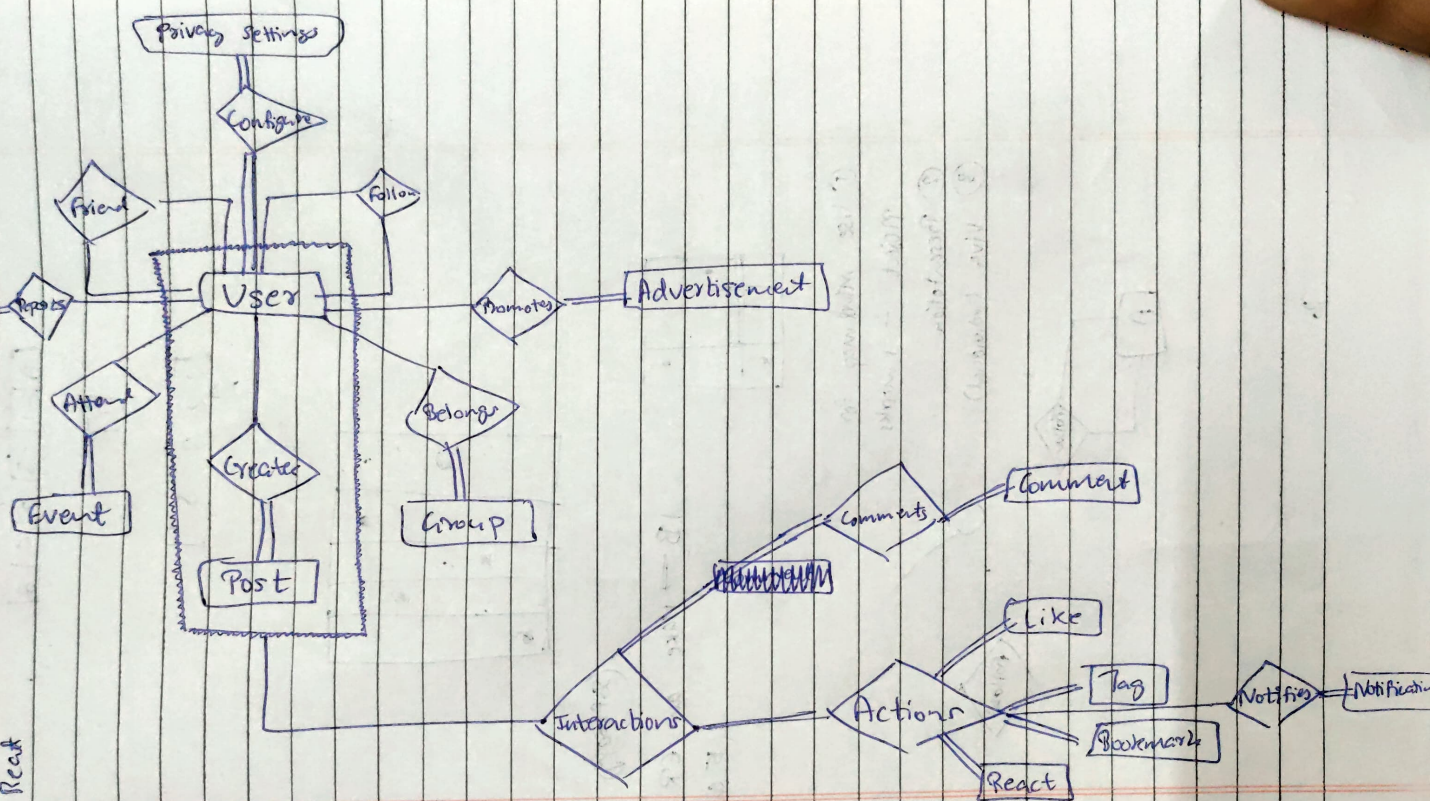 Privacy settings
Configure
Friend
Follow
User
Reports
Promotes
Advertisement
Attend
Belongs
Creates
Event
Group
Post
Comments
Comment
Like
Interactions
Actions
Tag
Notifies
Notificatio
Bookmark
React
React